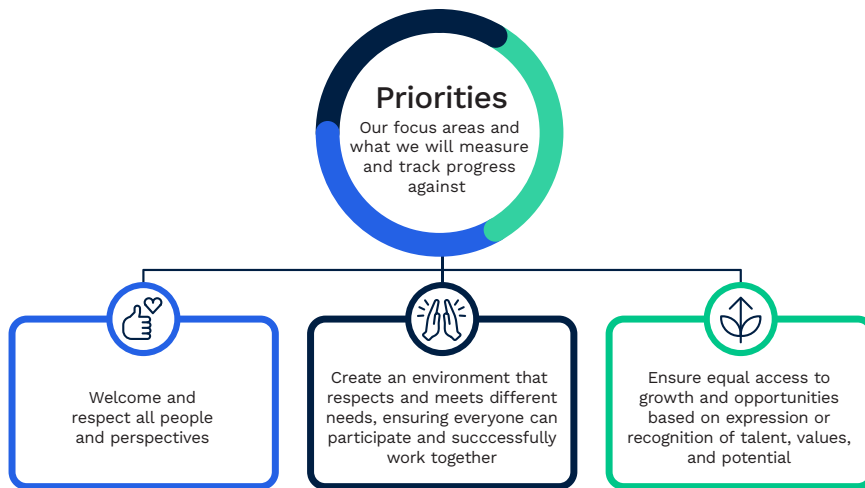 Priorities
Our focus areas and
what we will measure
and track progress
against
Welcome and
respect all people
and perspectives
Create an environment that
respects and meets different
needs, ensuring everyone can
participate and succcessfully
work together
Ensure equal access to
growth and opportunities
based on expression or
recognition of talent, values,
and potential